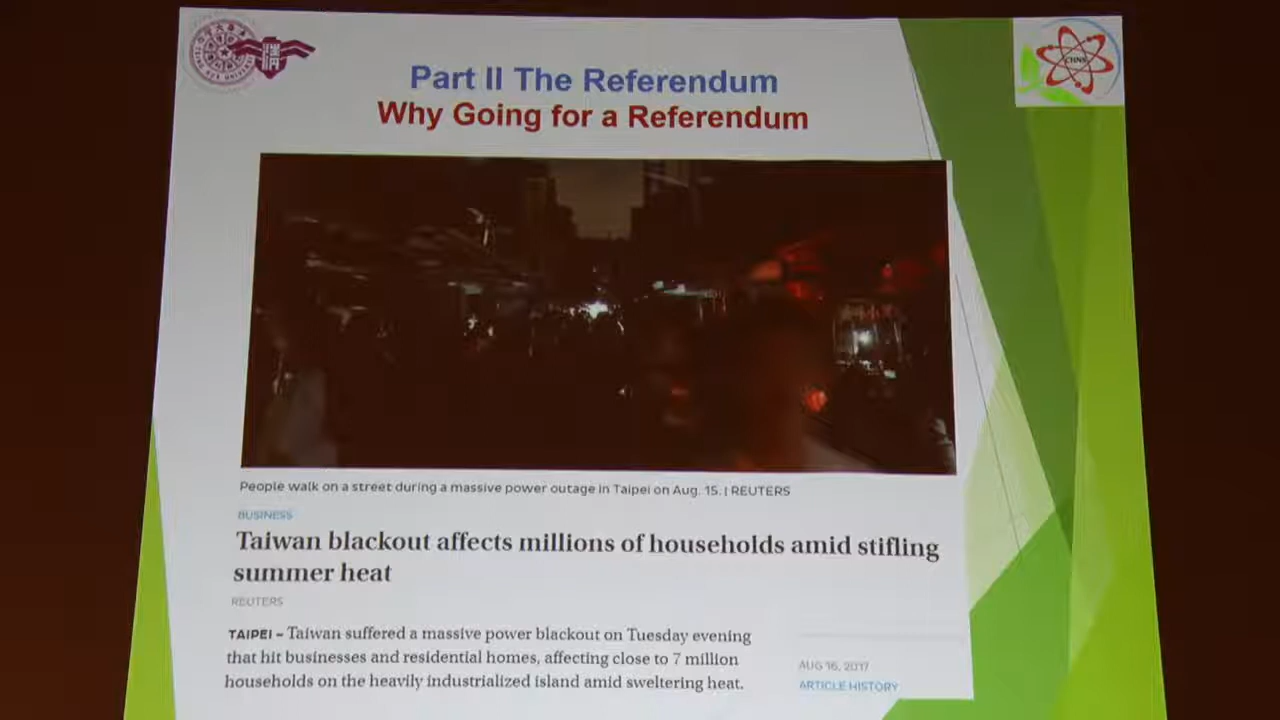 Part II The Referendum
Why Going for a Referendum
People walk on a street during a massive power outage in Taipei on Aug. 15. | REUTERS
BUSINESS
Taiwan blackout affects millions of households amid stifling
summer heat
REUTERS
TAIPEI – Taiwan suffered a massive power blackout on Tuesday evening
that hit businesses and residential homes, affecting close to 7 million
households on the heavily industrialized island amid sweltering heat.
AUG 16, 2017
ARTICLE HISTORY